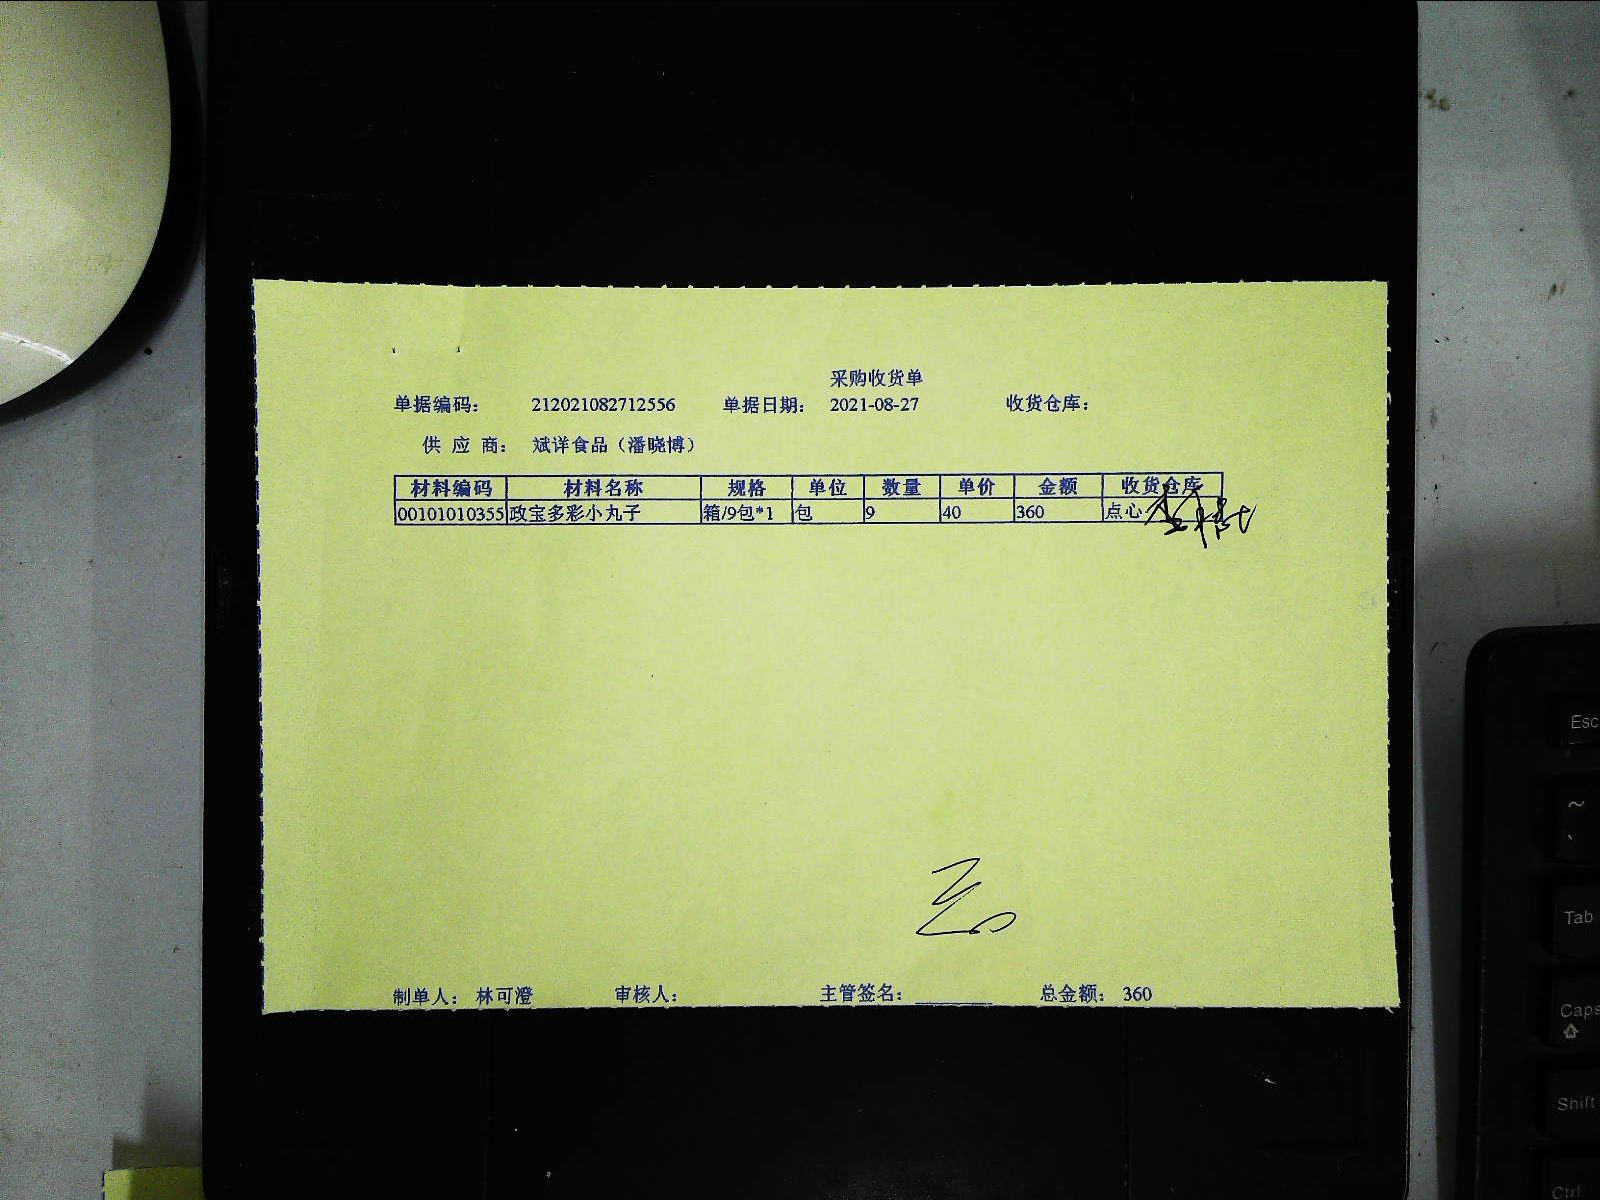 采购收货单
单据编码： 212021082712556 单据日期： 2021-08-27 收货仓库：
供 应 商： 斌详食品（潘晓博）
材料编码 材料名称 规格 单位 数量 单价 金额 收货仓库
00101010355 政宝多彩小丸子 箱/9包*1 包 9 40 360 点心
制单人： 林可澄 审核人： 主管签名： 总金额： 360
Esc
~
`
Tab
Caps
Shift
Ctrl